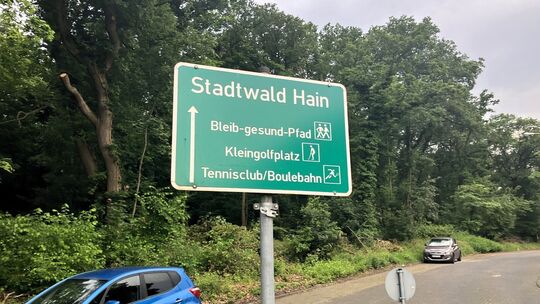 Stadtwald Hain
Bleib-gesund-Pfad
Kleingolfplatz
Tennisclub/Boulebahn